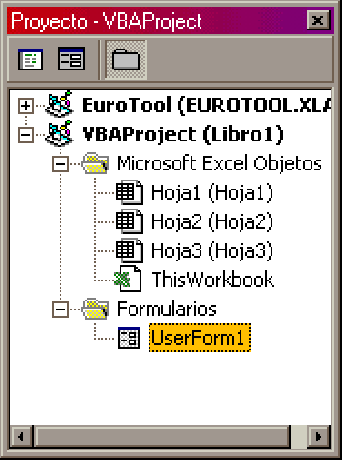 Proyecto - VBAProject
EuroTool (EUROTOOL.XLA
VBAProject (Libro1)
Microsoft Excel Objetos
Hoja1 (Hoja1)
Hoja2 (Hoja2)
Hoja3 (Hoja3)
ThisWorkbook
Formularios
UserForm1